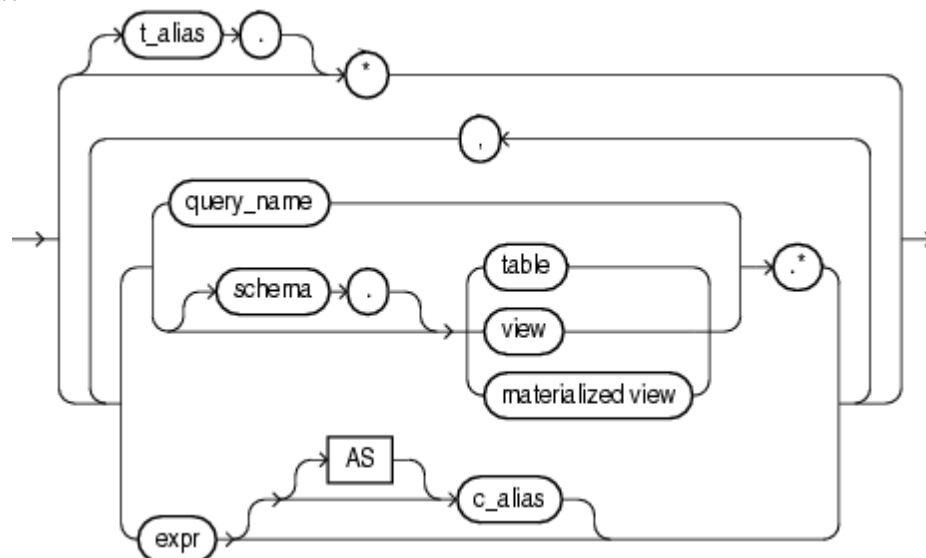 t_alias .
*
,
query_name
table
.*
schema .
view
materialized view
AS
c_alias
expr